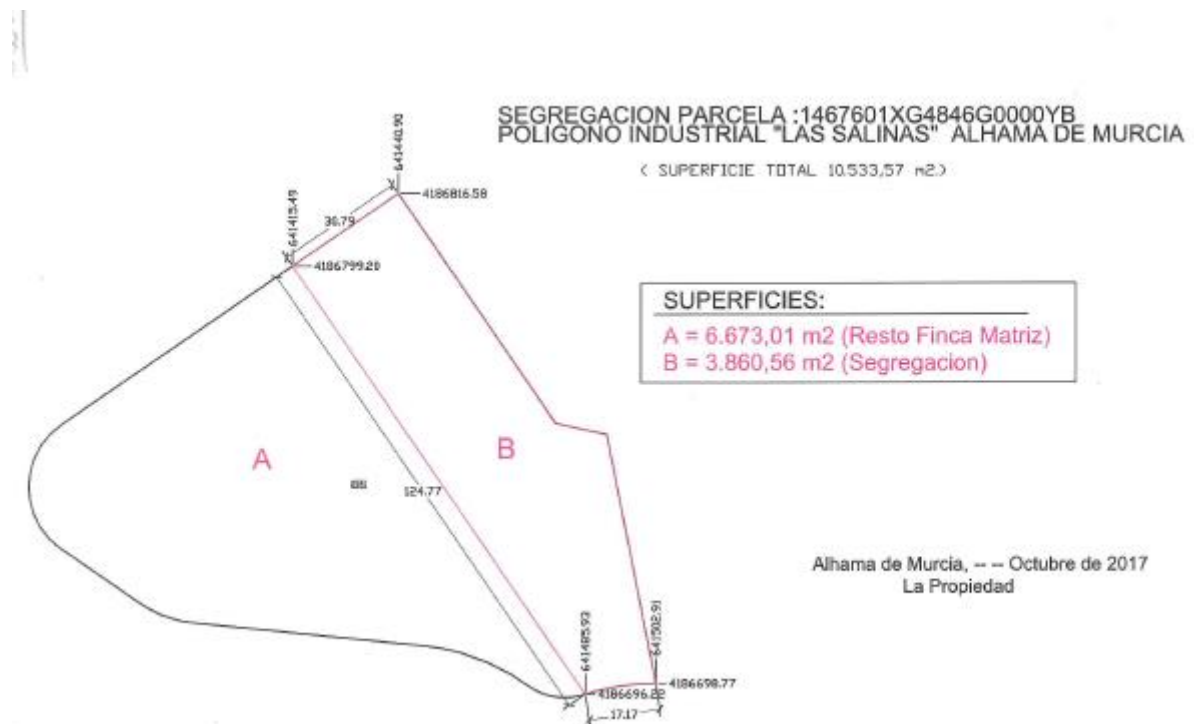 SEGREGACION PARCELA :1467601XG4846G0000YB
POLIGONO INDUSTRIAL "LAS SALINAS" ALHAMA DE MURCIA
( SUPERFICIE TOTAL 10.533,57 m2.)
641440.90
4186816.58
641415.49
30.79
4186799.20
SUPERFICIES:
A = 6.673,01 m2 (Resto Finca Matriz)
B = 3.860,56 m2 (Segregacion)
A
B
124.77
Alhama de Murcia, -- -- Octubre de 2017
La Propiedad
641485.93
641502.91
4186698.77
4186696.22
17.17